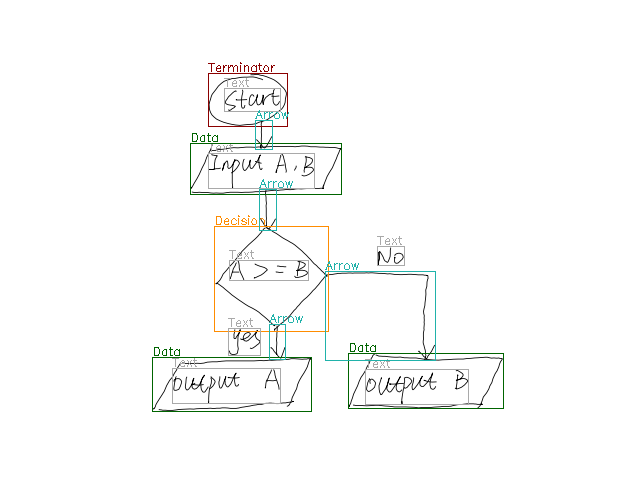 Terminator
Text
Start
Arrow
Data
Text
Input A, B
Arrow
Decision
Text
A >= B
Text
No
Arrow
Text
yes
Arrow
Data
Text
output A
Data
Text
output B